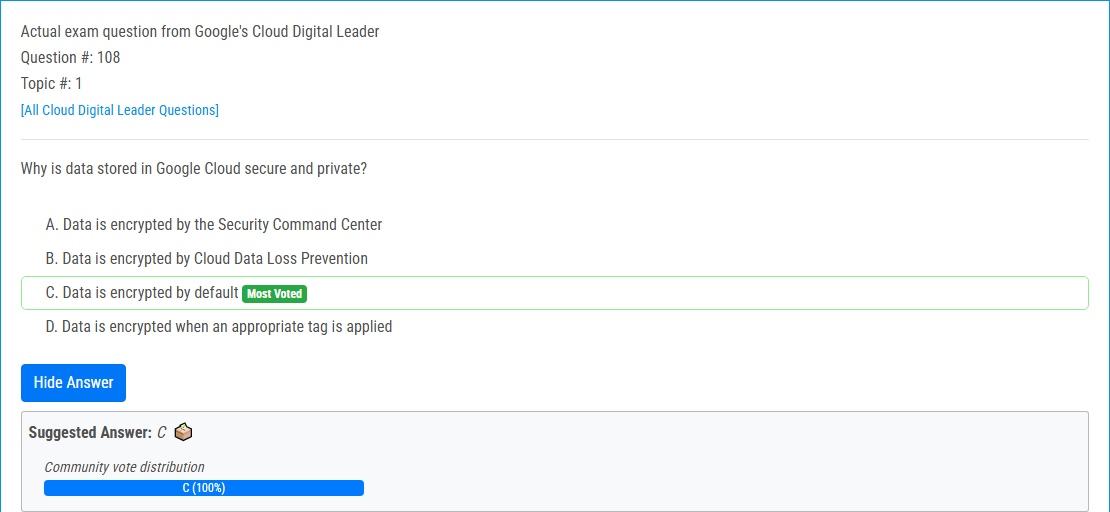 Actual exam question from Google's Cloud Digital Leader
Question #: 108
Topic #: 1
[All Cloud Digital Leader Questions]
Why is data stored in Google Cloud secure and private?
A. Data is encrypted by the Security Command Center
B. Data is encrypted by Cloud Data Loss Prevention
C. Data is encrypted by default Most Voted
D. Data is encrypted when an appropriate tag is applied
Hide Answer
Suggested Answer: C
Community vote distribution
C (100%)